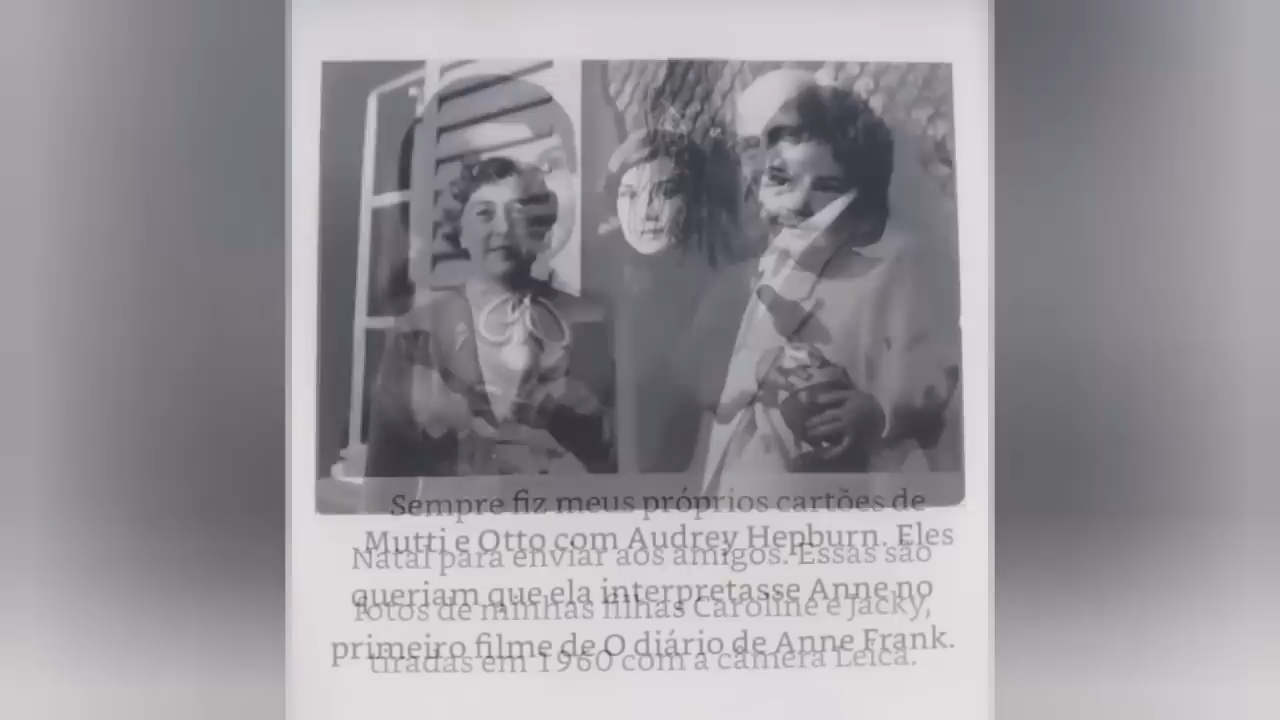 Sempre fiz meus próprios cartões de
Mutti e Otto com Audrey Hepburn. Eles
Natal para enviar aos amigos. Essas são
queriam que ela interpretasse Anne no
fotos de minhas filhas Caroline e Jacky,
primeiro filme de O diário de Anne Frank.
tiradas em 1960 com a câmera Leica.